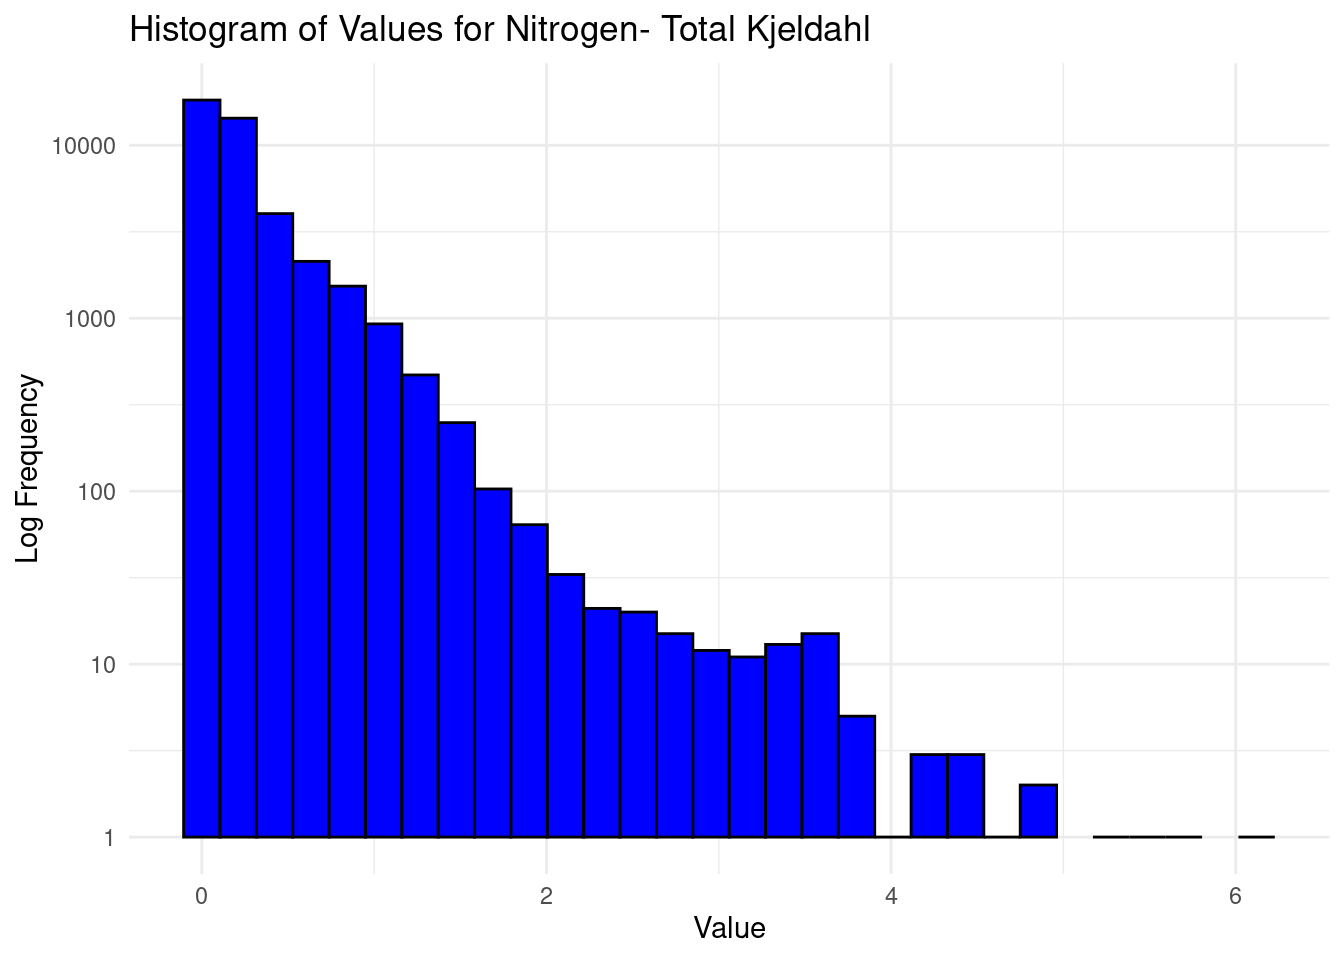 Histogram of Values for Nitrogen- Total Kjeldahl
Log Frequency
10000
1000
100
10
1
0 2 4 6
Value